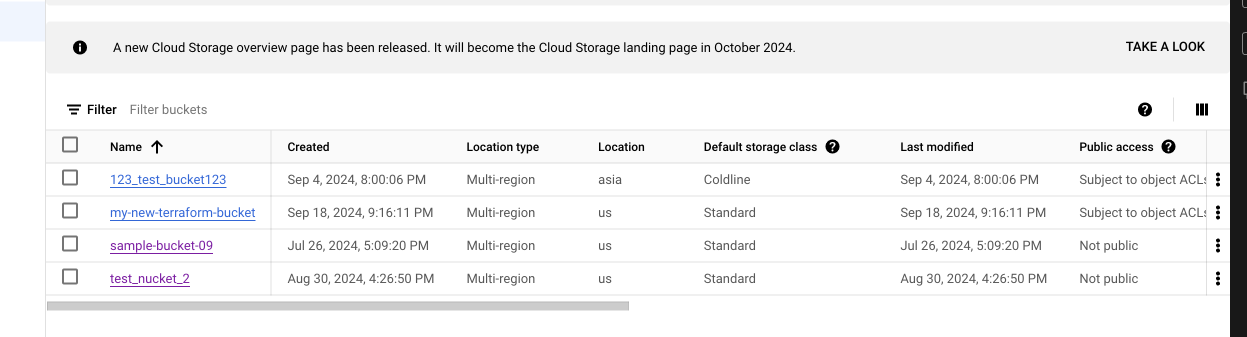 A new Cloud Storage overview page has been released. It will become the Cloud Storage landing page in October 2024. TAKE A LOOK
Filter Filter buckets
Name Created Location type Location Default storage class Last modified Public access
123_test_bucket123 Sep 4, 2024, 8:00:06 PM Multi-region asia Coldline Sep 4, 2024, 8:00:06 PM Subject to object ACLs
my-new-terraform-bucket Sep 18, 2024, 9:16:11 PM Multi-region us Standard Sep 18, 2024, 9:16:11 PM Subject to object ACLs
sample-bucket-09 Jul 26, 2024, 5:09:20 PM Multi-region us Standard Jul 26, 2024, 5:09:20 PM Not public
test_nucket_2 Aug 30, 2024, 4:26:50 PM Multi-region us Standard Aug 30, 2024, 4:26:50 PM Not public